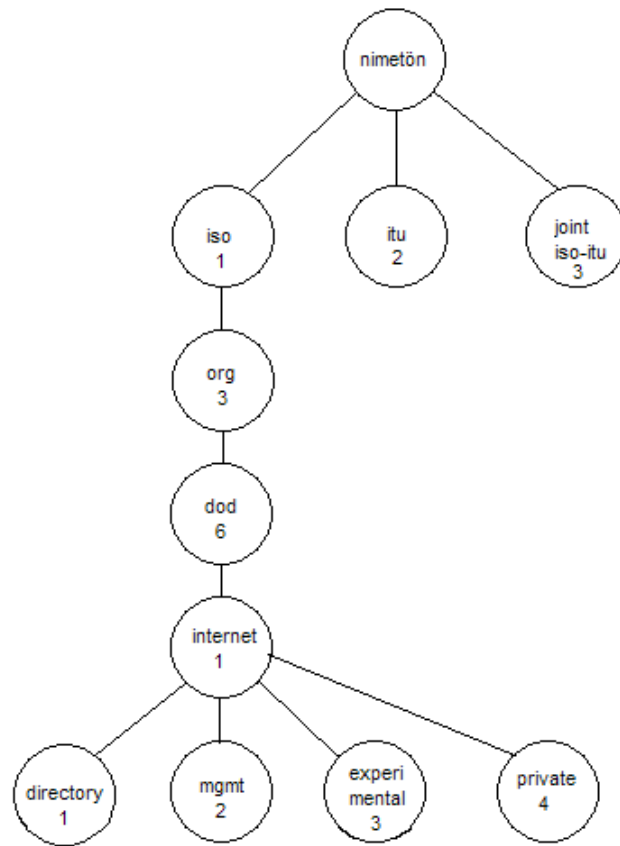 nimetön
iso
1
itu
2
joint
iso-itu
3
org
3
dod
6
internet
1
directory
1
mgmt
2
experi
mental
3
private
4